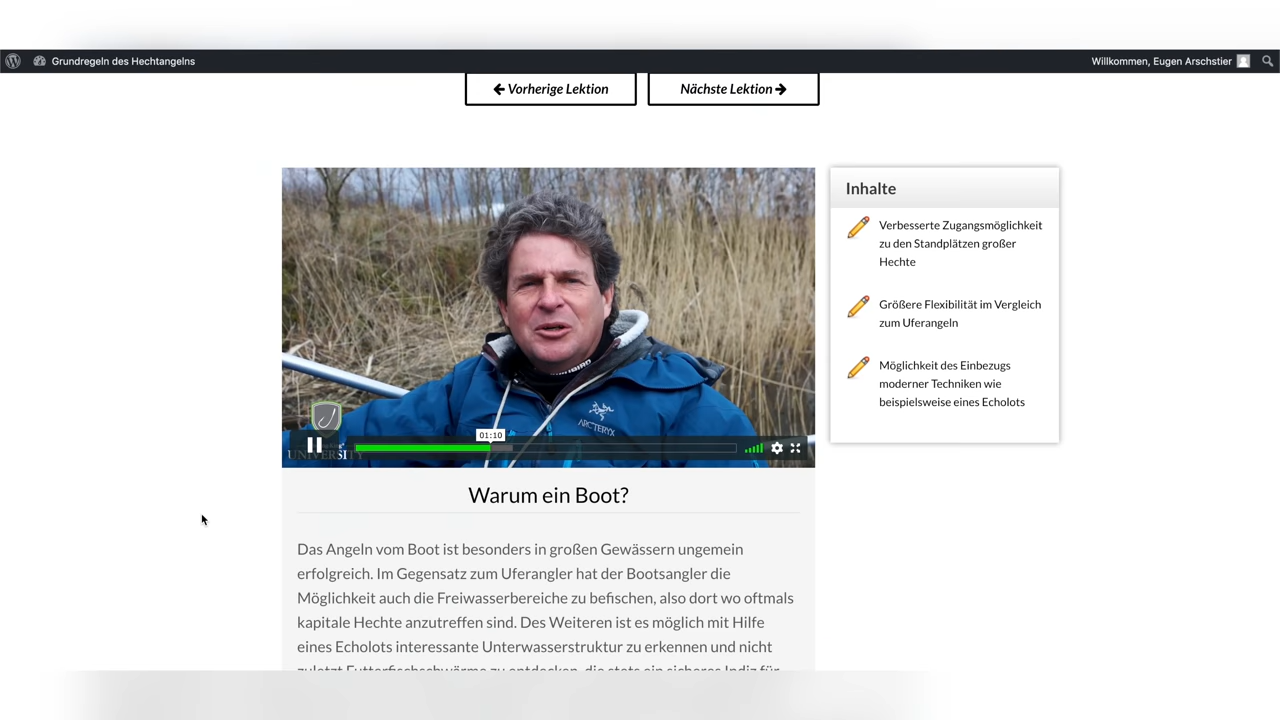 Grundregeln des Hechtangelns
Willkommen, Eugen Arschstier
Vorherige Lektion
Nächste Lektion
ARC'TERYX
01:10
UNIVERSITY
Inhalte
Verbesserte Zugangsmöglichkeit
zu den Standplätzen großer
Hechte
Größere Flexibilität im Vergleich
zum Uferangeln
Möglichkeit des Einbezugs
moderner Techniken wie
beispielsweise eines Echolots
Warum ein Boot?
Das Angeln vom Boot ist besonders in großen Gewässern ungemein
erfolgreich. Im Gegensatz zum Uferangler hat der Bootsangler die
Möglichkeit auch die Freiwasserbereiche zu befischen, also dort wo oftmals
kapitale Hechte anzutreffen sind. Des Weiteren ist es möglich mit Hilfe
eines Echolots interessante Unterwasserstruktur zu erkennen und nicht
zuletzt Futterfischschwärme zu entdecken, die stets ein sicheres Indiz für